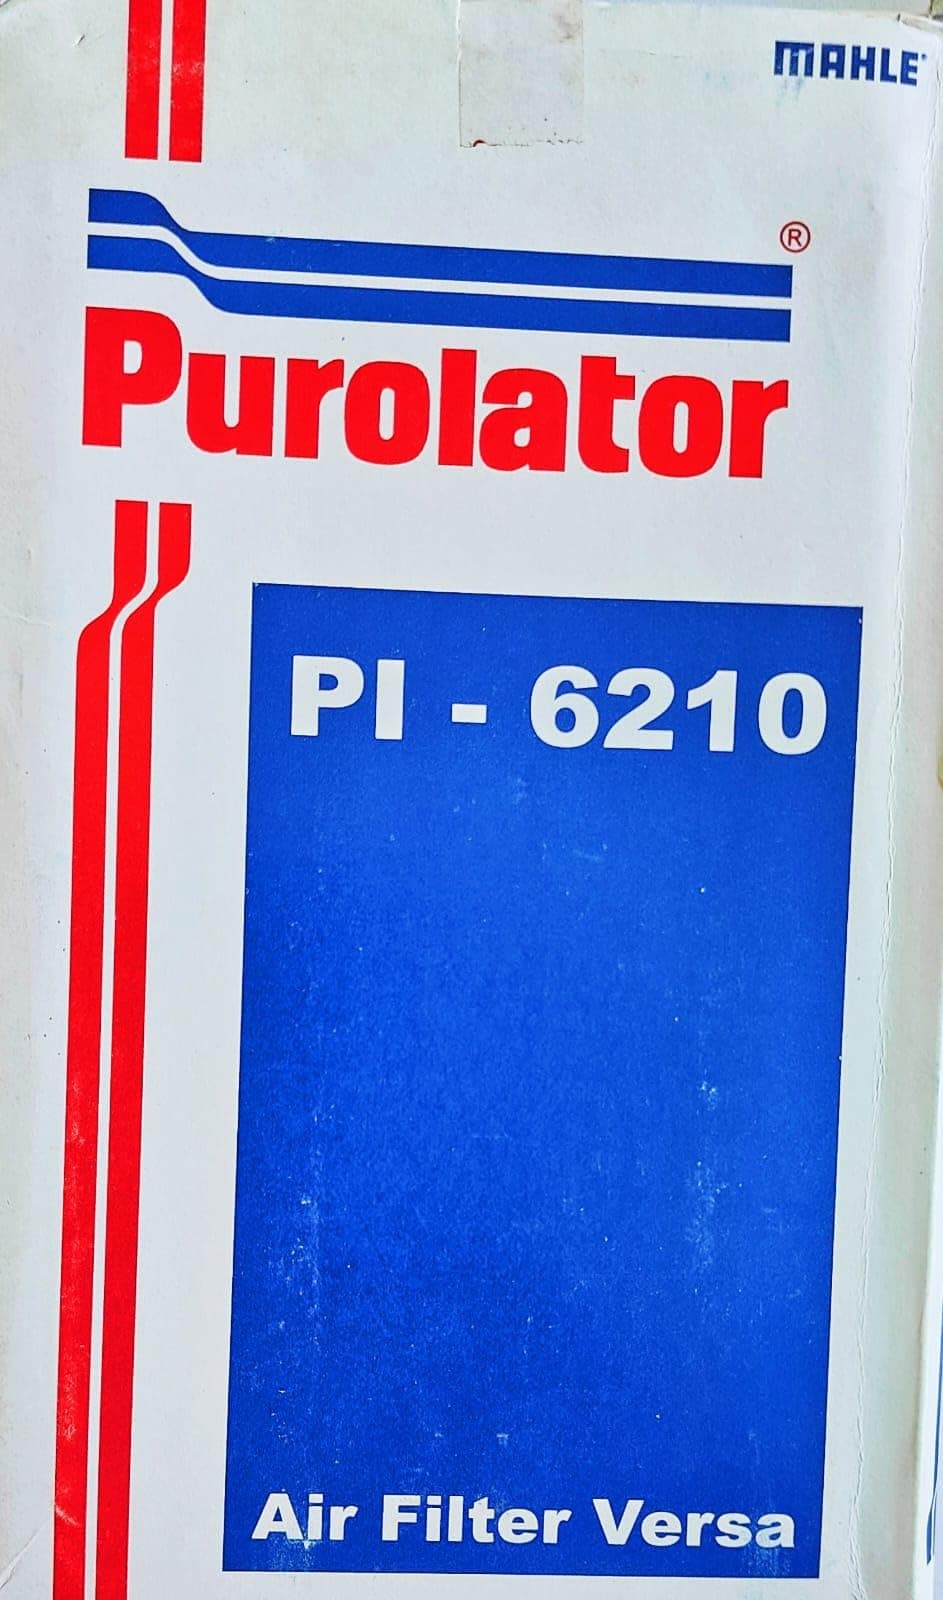 MAHLE
®
Purolator
PI - 6210
Air Filter Versa